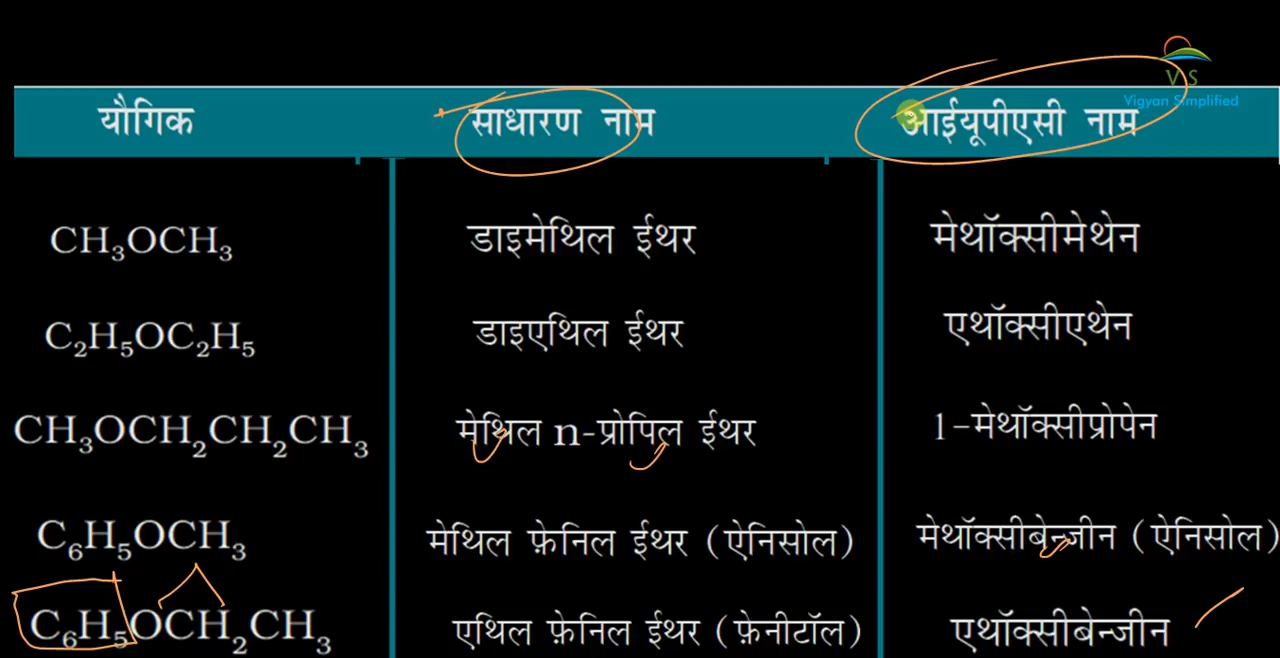 V S
Vigyan Simplified
यौगिक साधारण नाम आईयूपीएसी नाम
CH₃OCH₃ डाइमेथिल ईथर मेथॉक्सीमेथेन
C₂H₅OC₂H₅ डाइएथिल ईथर एथॉक्सीएथेन
CH₃OCH₂CH₂CH₃ मेथिल n-प्रोपिल ईथर 1-मेथॉक्सीप्रोपेन
C₆H₅OCH₃ मेथिल फ़ेनिल ईथर (ऐनिसोल) मेथॉक्सीबेन्जीन (ऐनिसोल)
C₆H₅OCH₂CH₃ एथिल फ़ेनिल ईथर (फ़ेनीटॉल) एथॉक्सीबेन्जीन